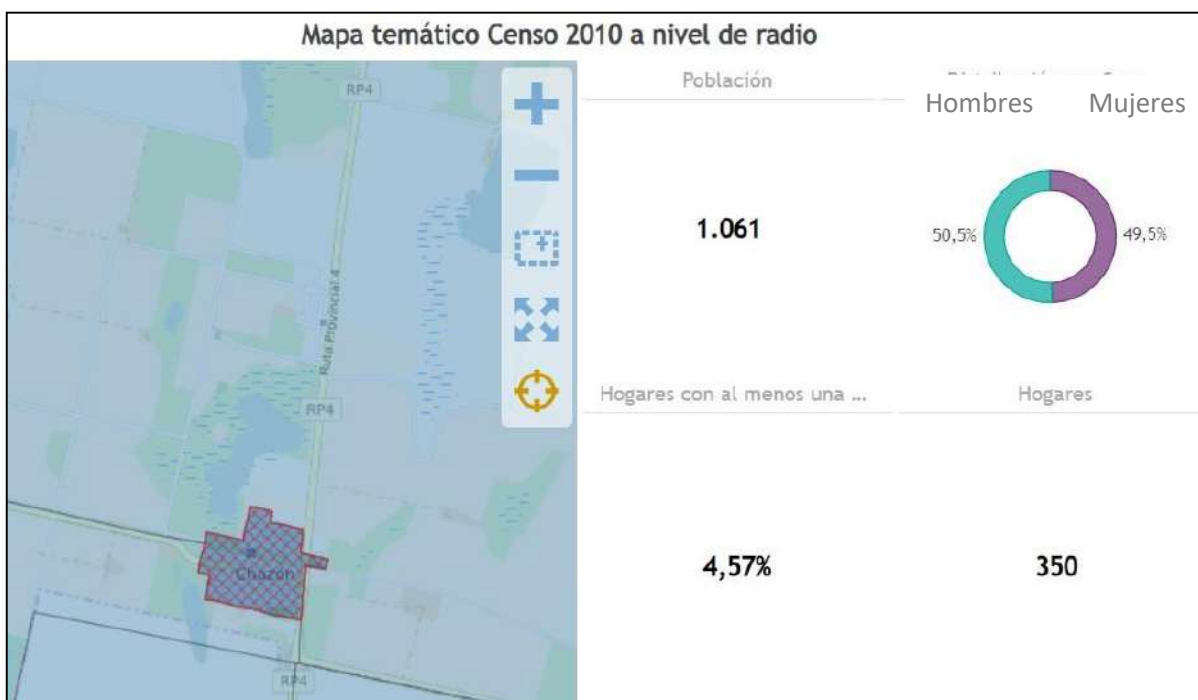 Mapa temático Censo 2010 a nivel de radio
RP4
Ruta Provincial 4
RP4
Chazón
RP4
Población
1.061
Hombres Mujeres
50,5%
49,5%
Hogares con al menos una ...
4,57%
Hogares
350